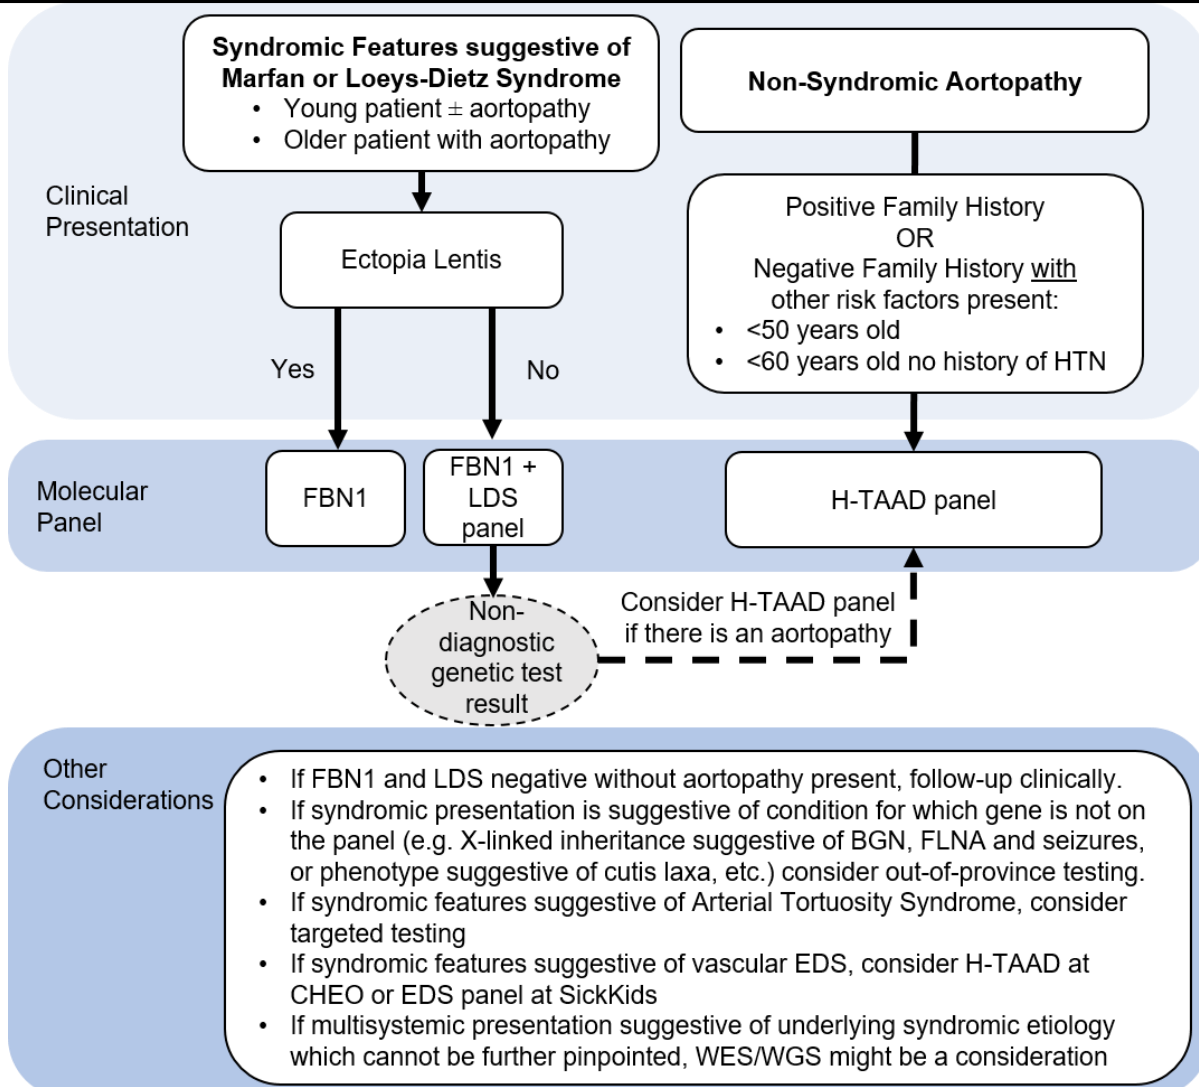 Syndromic Features suggestive of
Marfan or Loeys-Dietz Syndrome
• Young patient ± aortopathy
• Older patient with aortopathy
Non-Syndromic Aortopathy
Clinical
Presentation
Ectopia Lentis
Positive Family History
OR
Negative Family History with
other risk factors present:
• <50 years old
• <60 years old no history of HTN
Yes
No
Molecular
Panel
FBN1
FBN1 +
LDS
panel
H-TAAD panel
Non-
diagnostic
genetic test
result
Consider H-TAAD panel
if there is an aortopathy
Other
Considerations
• If FBN1 and LDS negative without aortopathy present, follow-up clinically.
• If syndromic presentation is suggestive of condition for which gene is not on
the panel (e.g. X-linked inheritance suggestive of BGN, FLNA and seizures,
or phenotype suggestive of cutis laxa, etc.) consider out-of-province testing.
• If syndromic features suggestive of Arterial Tortuosity Syndrome, consider
targeted testing
• If syndromic features suggestive of vascular EDS, consider H-TAAD at
CHEO or EDS panel at SickKids
• If multisystemic presentation suggestive of underlying syndromic etiology
which cannot be further pinpointed, WES/WGS might be a consideration